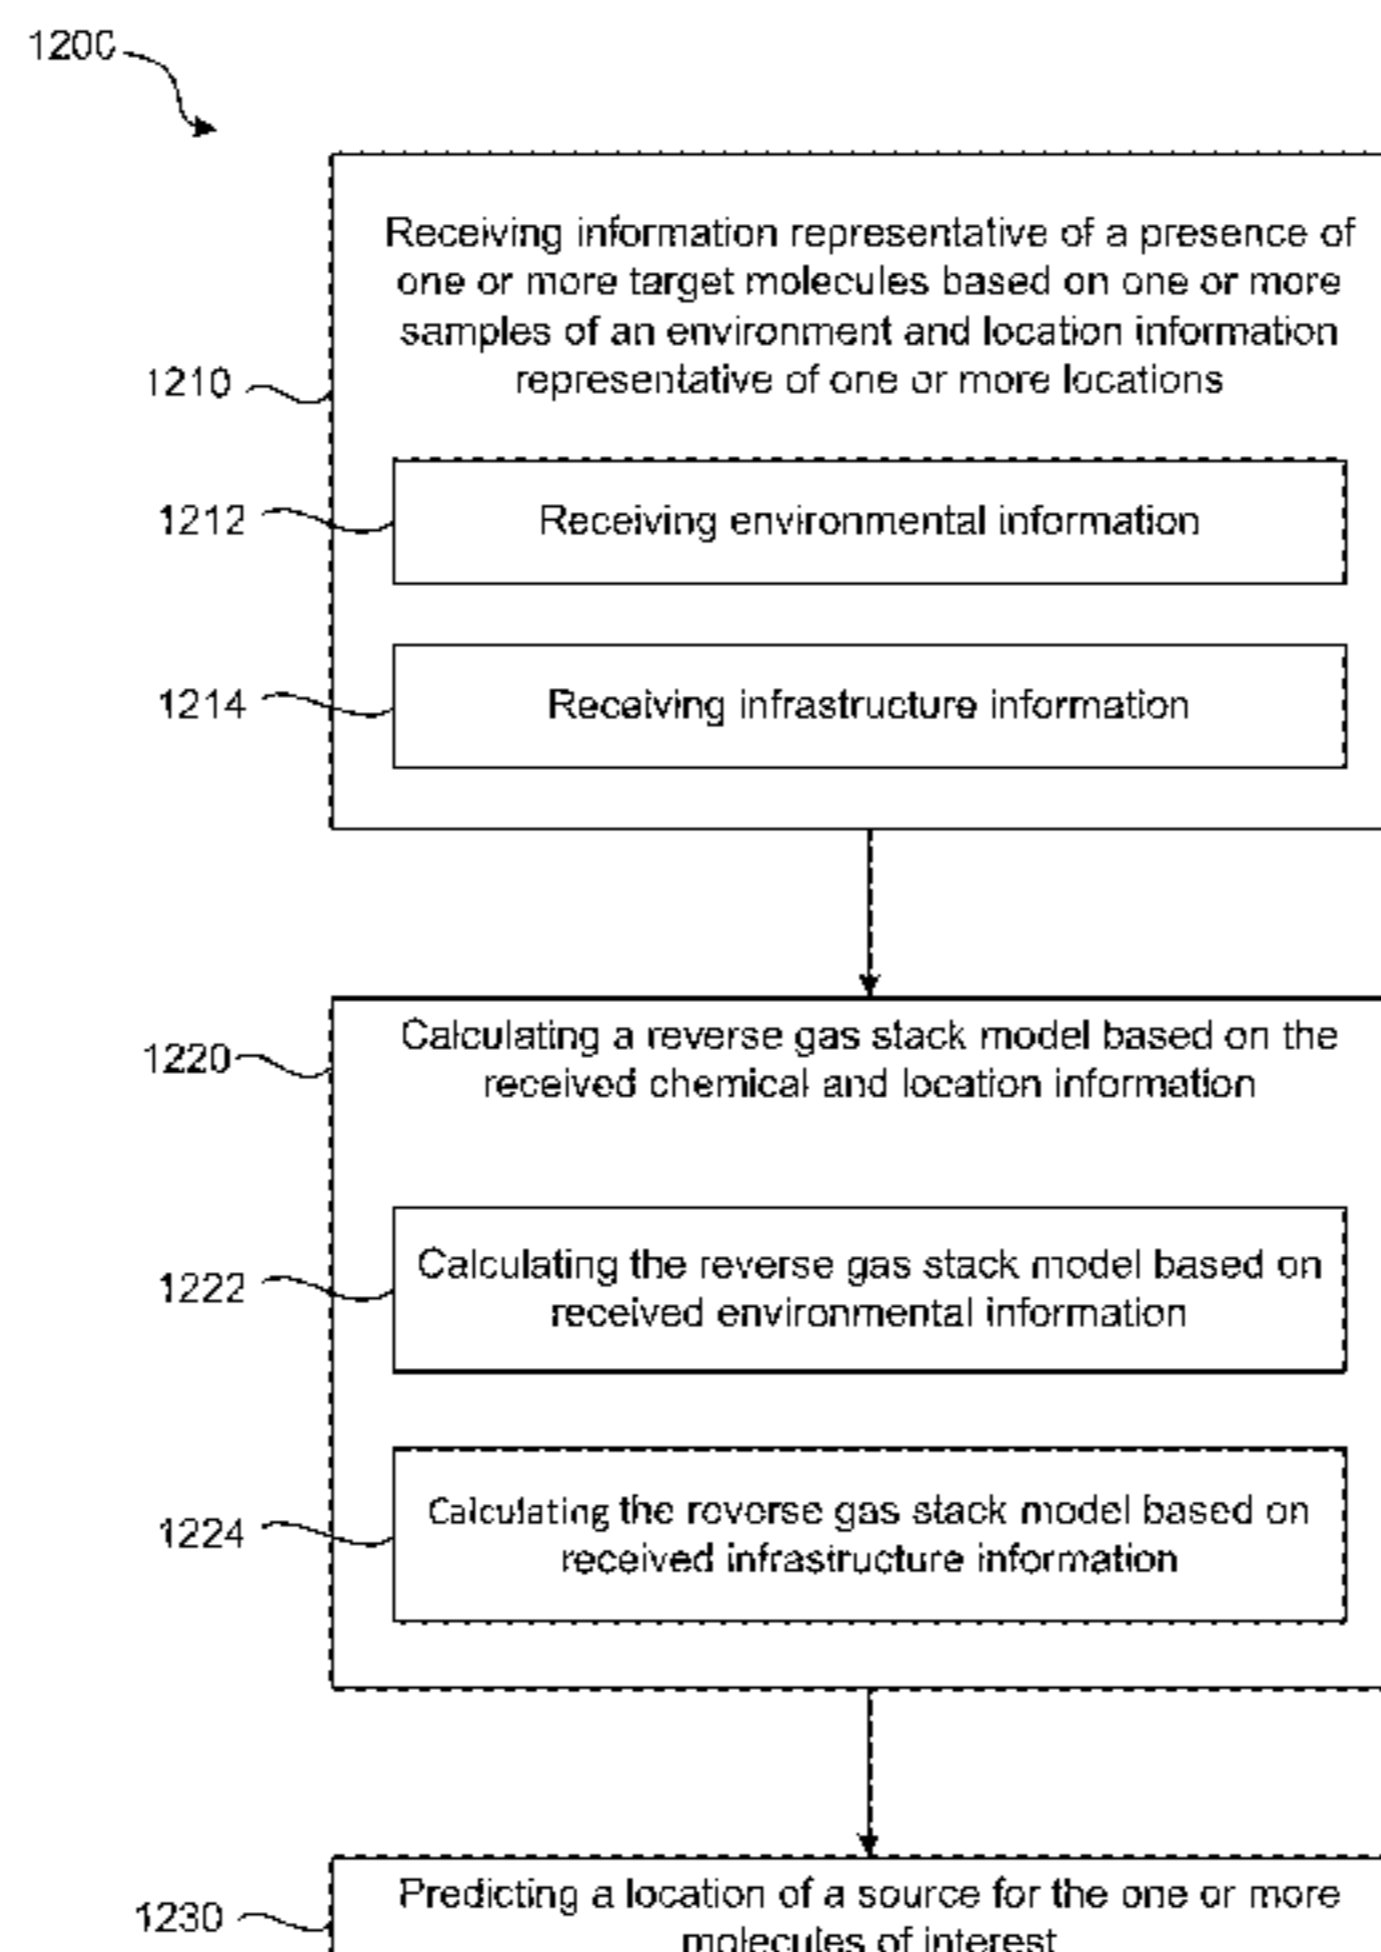 1200
Receiving information representative of a presence of
one or more target molecules based on one or more
samples of an environment and location information
representative of one or more locations
1210
1212
Receiving environmental information
1214
Receiving infrastructure information
Calculating a reverse gas stack model based on the
received chemical and location information
1220
1222
Calculating the reverse gas stack model based on
received environmental information
1224
Calculating the reverse gas stack model based on
received infrastructure information
1230
Predicting a location of a source for the one or more
molecules of interest